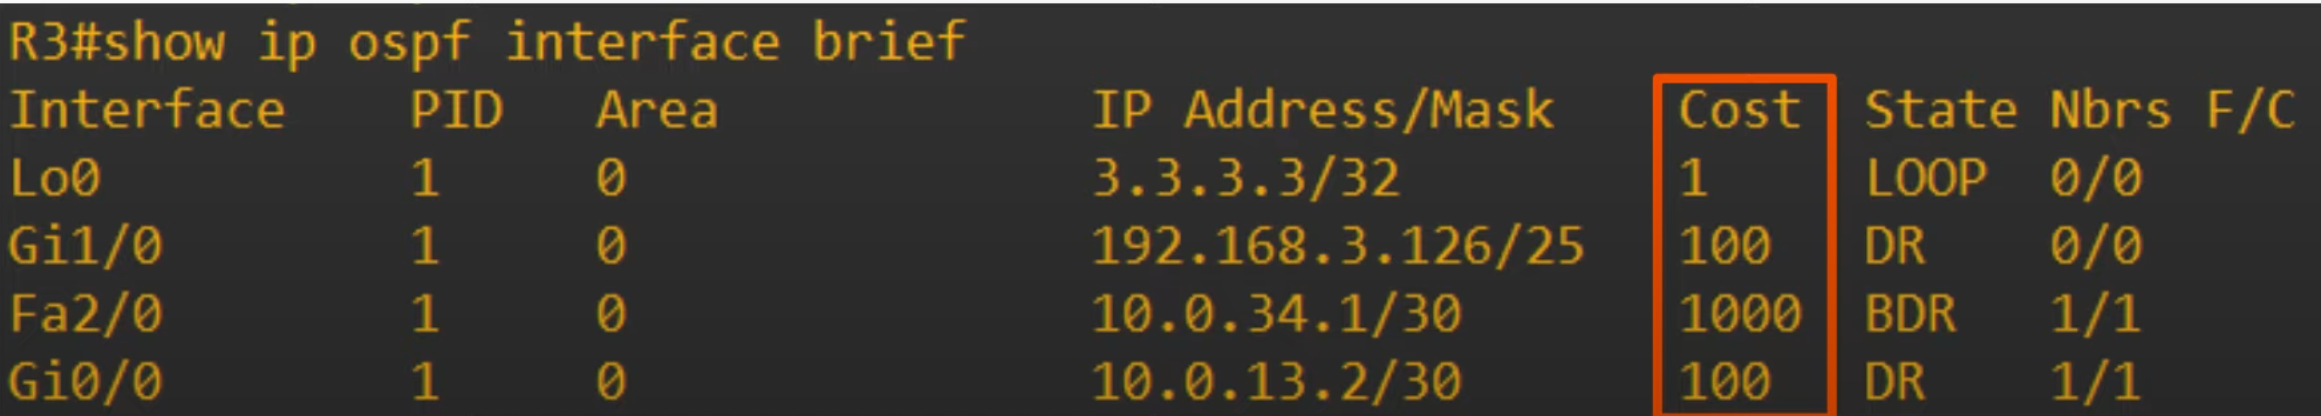 R3#show ip ospf interface brief
Interface    PID   Area            IP Address/Mask    Cost  State Nbrs F/C
Lo0          1     0               3.3.3.3/32         1     LOOP  0/0
Gi1/0        1     0               192.168.3.126/25   100   DR    0/0
Fa2/0        1     0               10.0.34.1/30       1000  BDR   1/1
Gi0/0        1     0               10.0.13.2/30       100   DR    1/1